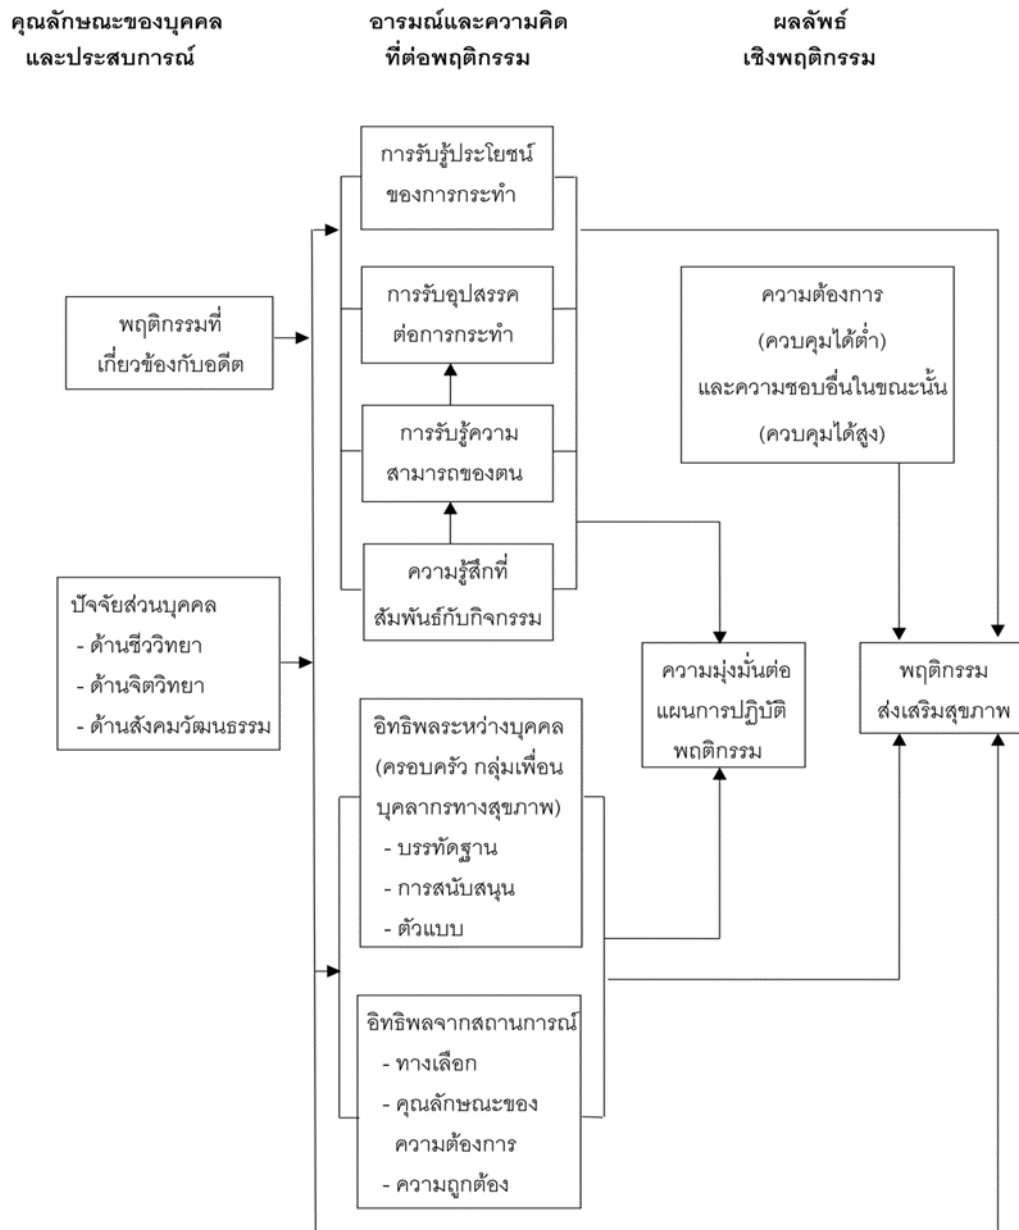 คุณลักษณะของบุคคล
และประสบการณ์
อารมณ์และความคิด
ที่ต่อพฤติกรรม
ผลลัพธ์
เชิงพฤติกรรม
การรับรู้ประโยชน์
ของการกระทำ
การรับอุปสรรค
ต่อการกระทำ
ความต้องการ
(ควบคุมได้ต่ำ)
และความชอบอื่นในขณะนั้น
(ควบคุมได้สูง)
พฤติกรรมที่
เกี่ยวข้องกับอดีต
การรับรู้ความ
สามารถของตน
ความรู้สึกที่
สัมพันธ์กับกิจกรรม
ปัจจัยส่วนบุคคล
- ด้านชีววิทยา
- ด้านจิตวิทยา
- ด้านสังคมวัฒนธรรม
ความมุ่งมั่นต่อ
แผนการปฏิบัติ
พฤติกรรม
พฤติกรรม
ส่งเสริมสุขภาพ
อิทธิพลระหว่างบุคคล
(ครอบครัว กลุ่มเพื่อน
บุคลากรทางสุขภาพ)
- บรรทัดฐาน
- การสนับสนุน
- ตัวแบบ
อิทธิพลจากสถานการณ์
- ทางเลือก
- คุณลักษณะของ
ความต้องการ
- ความถูกต้อง